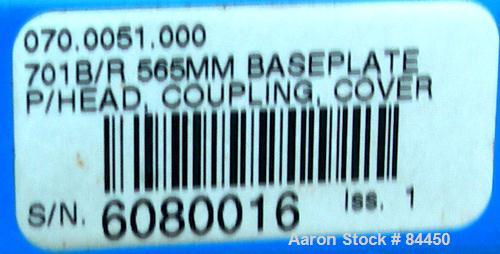 070.0051.000
701B/R 565MM BASEPLATE
P/HEAD, COUPLING, COVER
S/N. 6080016 Iss. 1
Aaron Stock # 84450